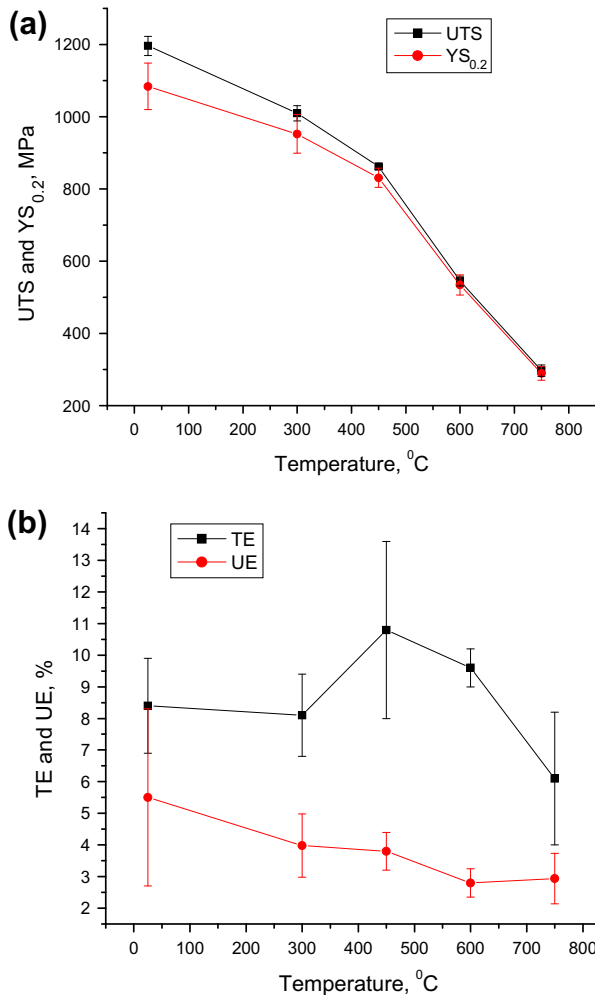 (a)
UTS
YS0.2
1200
1000
800
600
400
200
UTS and YS0.2, MPa
0 100 200 300 400 500 600 700 800
Temperature, 0C
(b)
TE
UE
14
13
12
11
10
9
8
7
6
5
4
3
2
TE and UE, %
0 100 200 300 400 500 600 700 800
Temperature, 0C